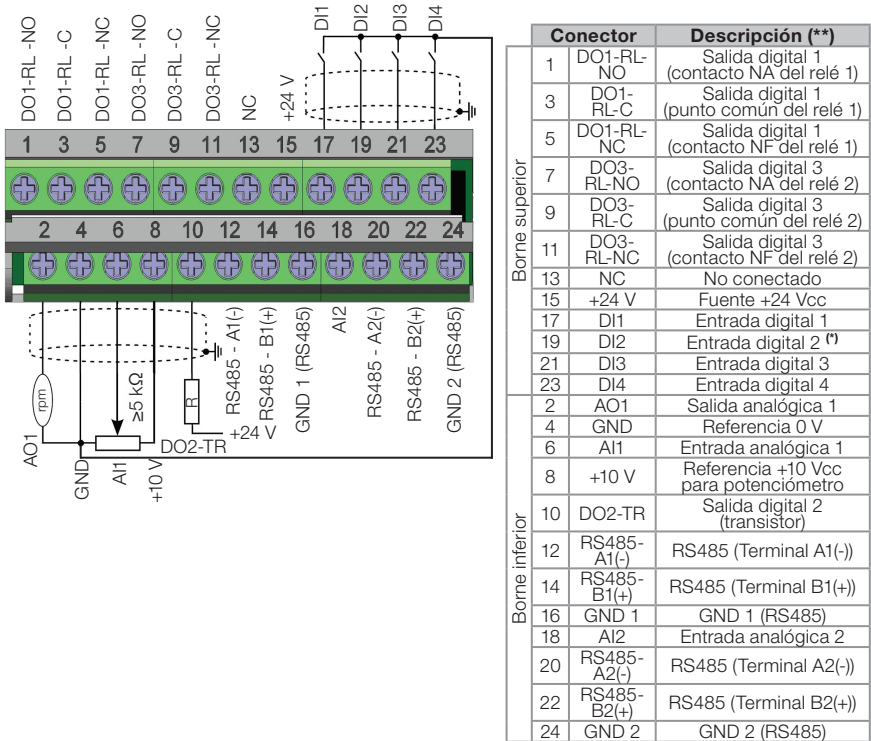 DO1-RL -NO
DO1-RL -C
DO1-RL -NC
DO3-RL -NO
DO3-RL -C
DO3-RL -NC
NC
+24 V
DI1
DI2
DI3
DI4
1 3 5 7 9 11 13 15 17 19 21 23
2 4 6 8 10 12 14 16 18 20 22 24
rpm
AO1
GND
AI1
≥5 kΩ
+10 V
R
+24 V
DO2-TR
RS485 - A1(-)
RS485 - B1(+)
GND 1 (RS485)
AI2
RS485 - A2(-)
RS485 - B2(+)
GND 2 (RS485)
Conector Descripción (**)
Borne superior
1 DO1-RL-NO Salida digital 1
(contacto NA del relé 1)
3 DO1-RL-C Salida digital 1
(punto común del relé 1)
5 DO1-RL-NC Salida digital 1
(contacto NF del relé 1)
7 DO3-RL-NO Salida digital 3
(contacto NA del relé 2)
9 DO3-RL-C Salida digital 3
(punto común del relé 2)
11 DO3-RL-NC Salida digital 3
(contacto NF del relé 2)
13 NC No conectado
15 +24 V Fuente +24 Vcc
17 DI1 Entrada digital 1
19 DI2 Entrada digital 2 (*)
21 DI3 Entrada digital 3
23 DI4 Entrada digital 4
Borne inferior
2 AO1 Salida analógica 1
4 GND Referencia 0 V
6 AI1 Entrada analógica 1
8 +10 V Referencia +10 Vcc
para potenciómetro
10 DO2-TR Salida digital 2
(transistor)
12 RS485-A1(-) RS485 (Terminal A1(-))
14 RS485-B1(+) RS485 (Terminal B1(+))
16 GND 1 GND 1 (RS485)
18 AI2 Entrada analógica 2
20 RS485-A2(-) RS485 (Terminal A2(-))
22 RS485-B2(+) RS485 (Terminal B2(+))
24 GND 2 GND 2 (RS485)